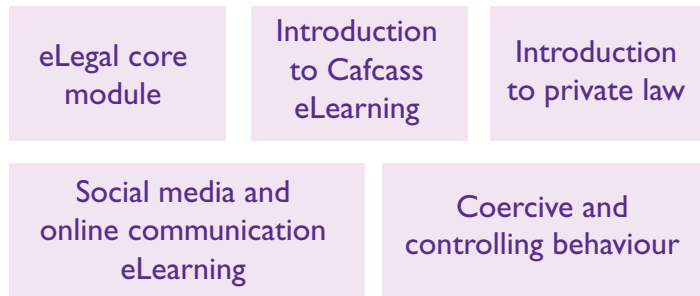 eLegal core
module
Introduction
to Cafcass
eLearning
Introduction
to private law
Social media and
online communication
eLearning
Coercive and
controlling behaviour